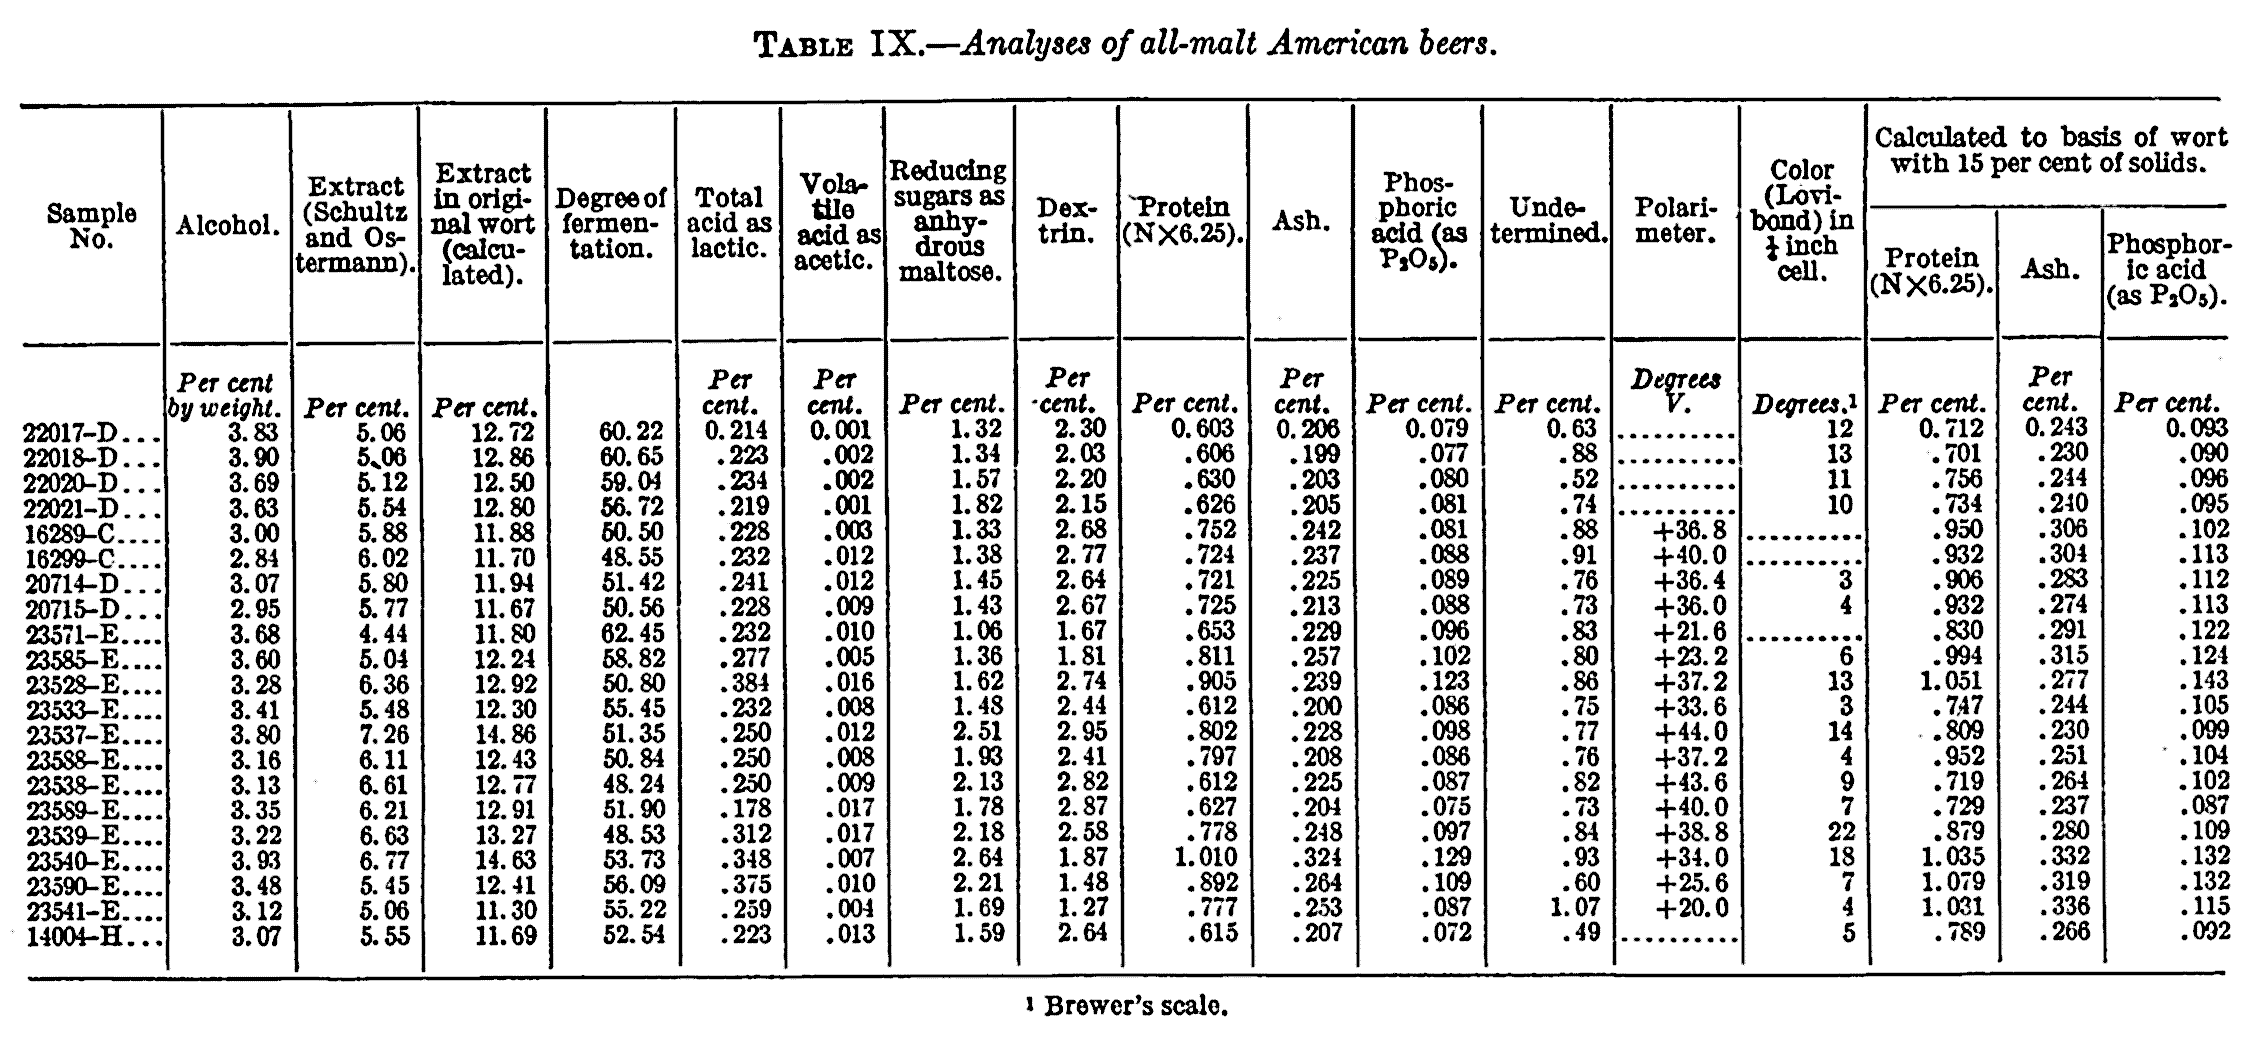 TABLE IX.—Analyses of all-malt American beers.
Sample No. | Alcohol. | Extract (Schultz and Os-termann). | Extract in origi-nal wort (calcu-lated). | Degree of fermen-tation. | Total acid as lactic. | Vola-tile acid as acetic. | Reducing sugars as anhy-drous maltose. | Dex-trin. | Protein (N×6.25). | Ash. | Phos-phoric acid (as P₂O₅). | Unde-termined. | Polari-meter. | Color (Lovi-bond) in ¼ inch cell. | Calculated to basis of wort with 15 per cent of solids. | Protein (N×6.25). | Ash. | Phosphor-ic acid (as P₂O₅).
Per cent by weight. Per cent. Per cent. Per cent. Per cent. Per cent. Per cent. Per cent. Per cent. Per cent. Per cent. Degrees V. Degrees.¹ Per cent. Per cent. Per cent.
22017-D... 3.83 5.06 12.72 60.22 0.214 0.001 1.32 2.30 0.603 0.206 0.079 0.63 .......... 12 0.712 0.243 0.093
22018-D... 3.90 5.06 12.86 60.65 .223 .002 1.34 2.03 .606 .199 .077 .88 .......... 13 .701 .230 .090
22020-D... 3.69 5.12 12.50 59.04 .234 .002 1.57 2.20 .630 .203 .080 .52 .......... 11 .756 .244 .096
22021-D... 3.63 5.54 12.80 56.72 .219 .001 1.82 2.15 .626 .205 .081 .74 .......... 10 .734 .240 .095
16289-C.... 3.00 5.88 11.88 50.50 .228 .003 1.33 2.68 .752 .242 .081 .88 +36.8 .......... .950 .306 .102
16299-C.... 2.84 6.02 11.70 48.55 .232 .012 1.38 2.77 .724 .237 .088 .91 +40.0 .......... .932 .304 .113
20714-D... 3.07 5.80 11.94 51.42 .241 .012 1.45 2.64 .721 .225 .089 .76 +36.4 3 .906 .283 .112
20715-D... 2.95 5.77 11.67 50.56 .228 .009 1.43 2.67 .725 .213 .088 .73 +36.0 4 .932 .274 .113
23571-E.... 3.68 4.44 11.80 62.45 .232 .010 1.06 1.67 .653 .229 .096 .83 +21.6 .......... .830 .291 .122
23585-E.... 3.60 5.04 12.24 58.82 .277 .005 1.36 1.81 .811 .257 .102 .80 +23.2 6 .994 .315 .124
23528-E.... 3.28 6.36 12.92 50.80 .384 .016 1.62 2.74 .905 .239 .123 .86 +37.2 13 1.051 .277 .143
23533-E.... 3.41 5.48 12.30 55.45 .232 .008 1.48 2.44 .612 .200 .086 .75 +33.6 3 .747 .244 .105
23537-E.... 3.80 7.26 14.86 51.35 .250 .012 2.51 2.95 .802 .228 .098 .77 +44.0 14 .809 .230 .099
23588-E.... 3.16 6.11 12.43 50.84 .250 .008 1.93 2.41 .797 .208 .086 .76 +37.2 4 .952 .251 .104
23538-E.... 3.13 6.61 12.77 48.24 .250 .009 2.13 2.82 .612 .225 .087 .82 +43.6 9 .719 .264 .102
23589-E.... 3.35 6.21 12.91 51.90 .178 .017 1.78 2.87 .627 .204 .075 .73 +40.0 7 .729 .237 .087
23539-E.... 3.22 6.63 13.27 48.53 .312 .017 2.18 2.58 .778 .248 .097 .84 +38.8 22 .879 .280 .109
23540-E.... 3.93 6.77 14.63 53.73 .348 .007 2.64 1.87 1.010 .324 .129 .93 +34.0 18 1.035 .332 .132
23590-E.... 3.48 5.45 12.41 56.09 .375 .010 2.21 1.48 .892 .264 .109 .60 +25.6 7 1.079 .319 .132
23541-E.... 3.12 5.06 11.30 55.22 .259 .004 1.69 1.27 .777 .253 .087 1.07 +20.0 4 1.031 .336 .115
14004-H... 3.07 5.55 11.69 52.54 .223 .013 1.59 2.64 .615 .207 .072 .49 .......... 5 .789 .266 .092
¹ Brewer's scale.